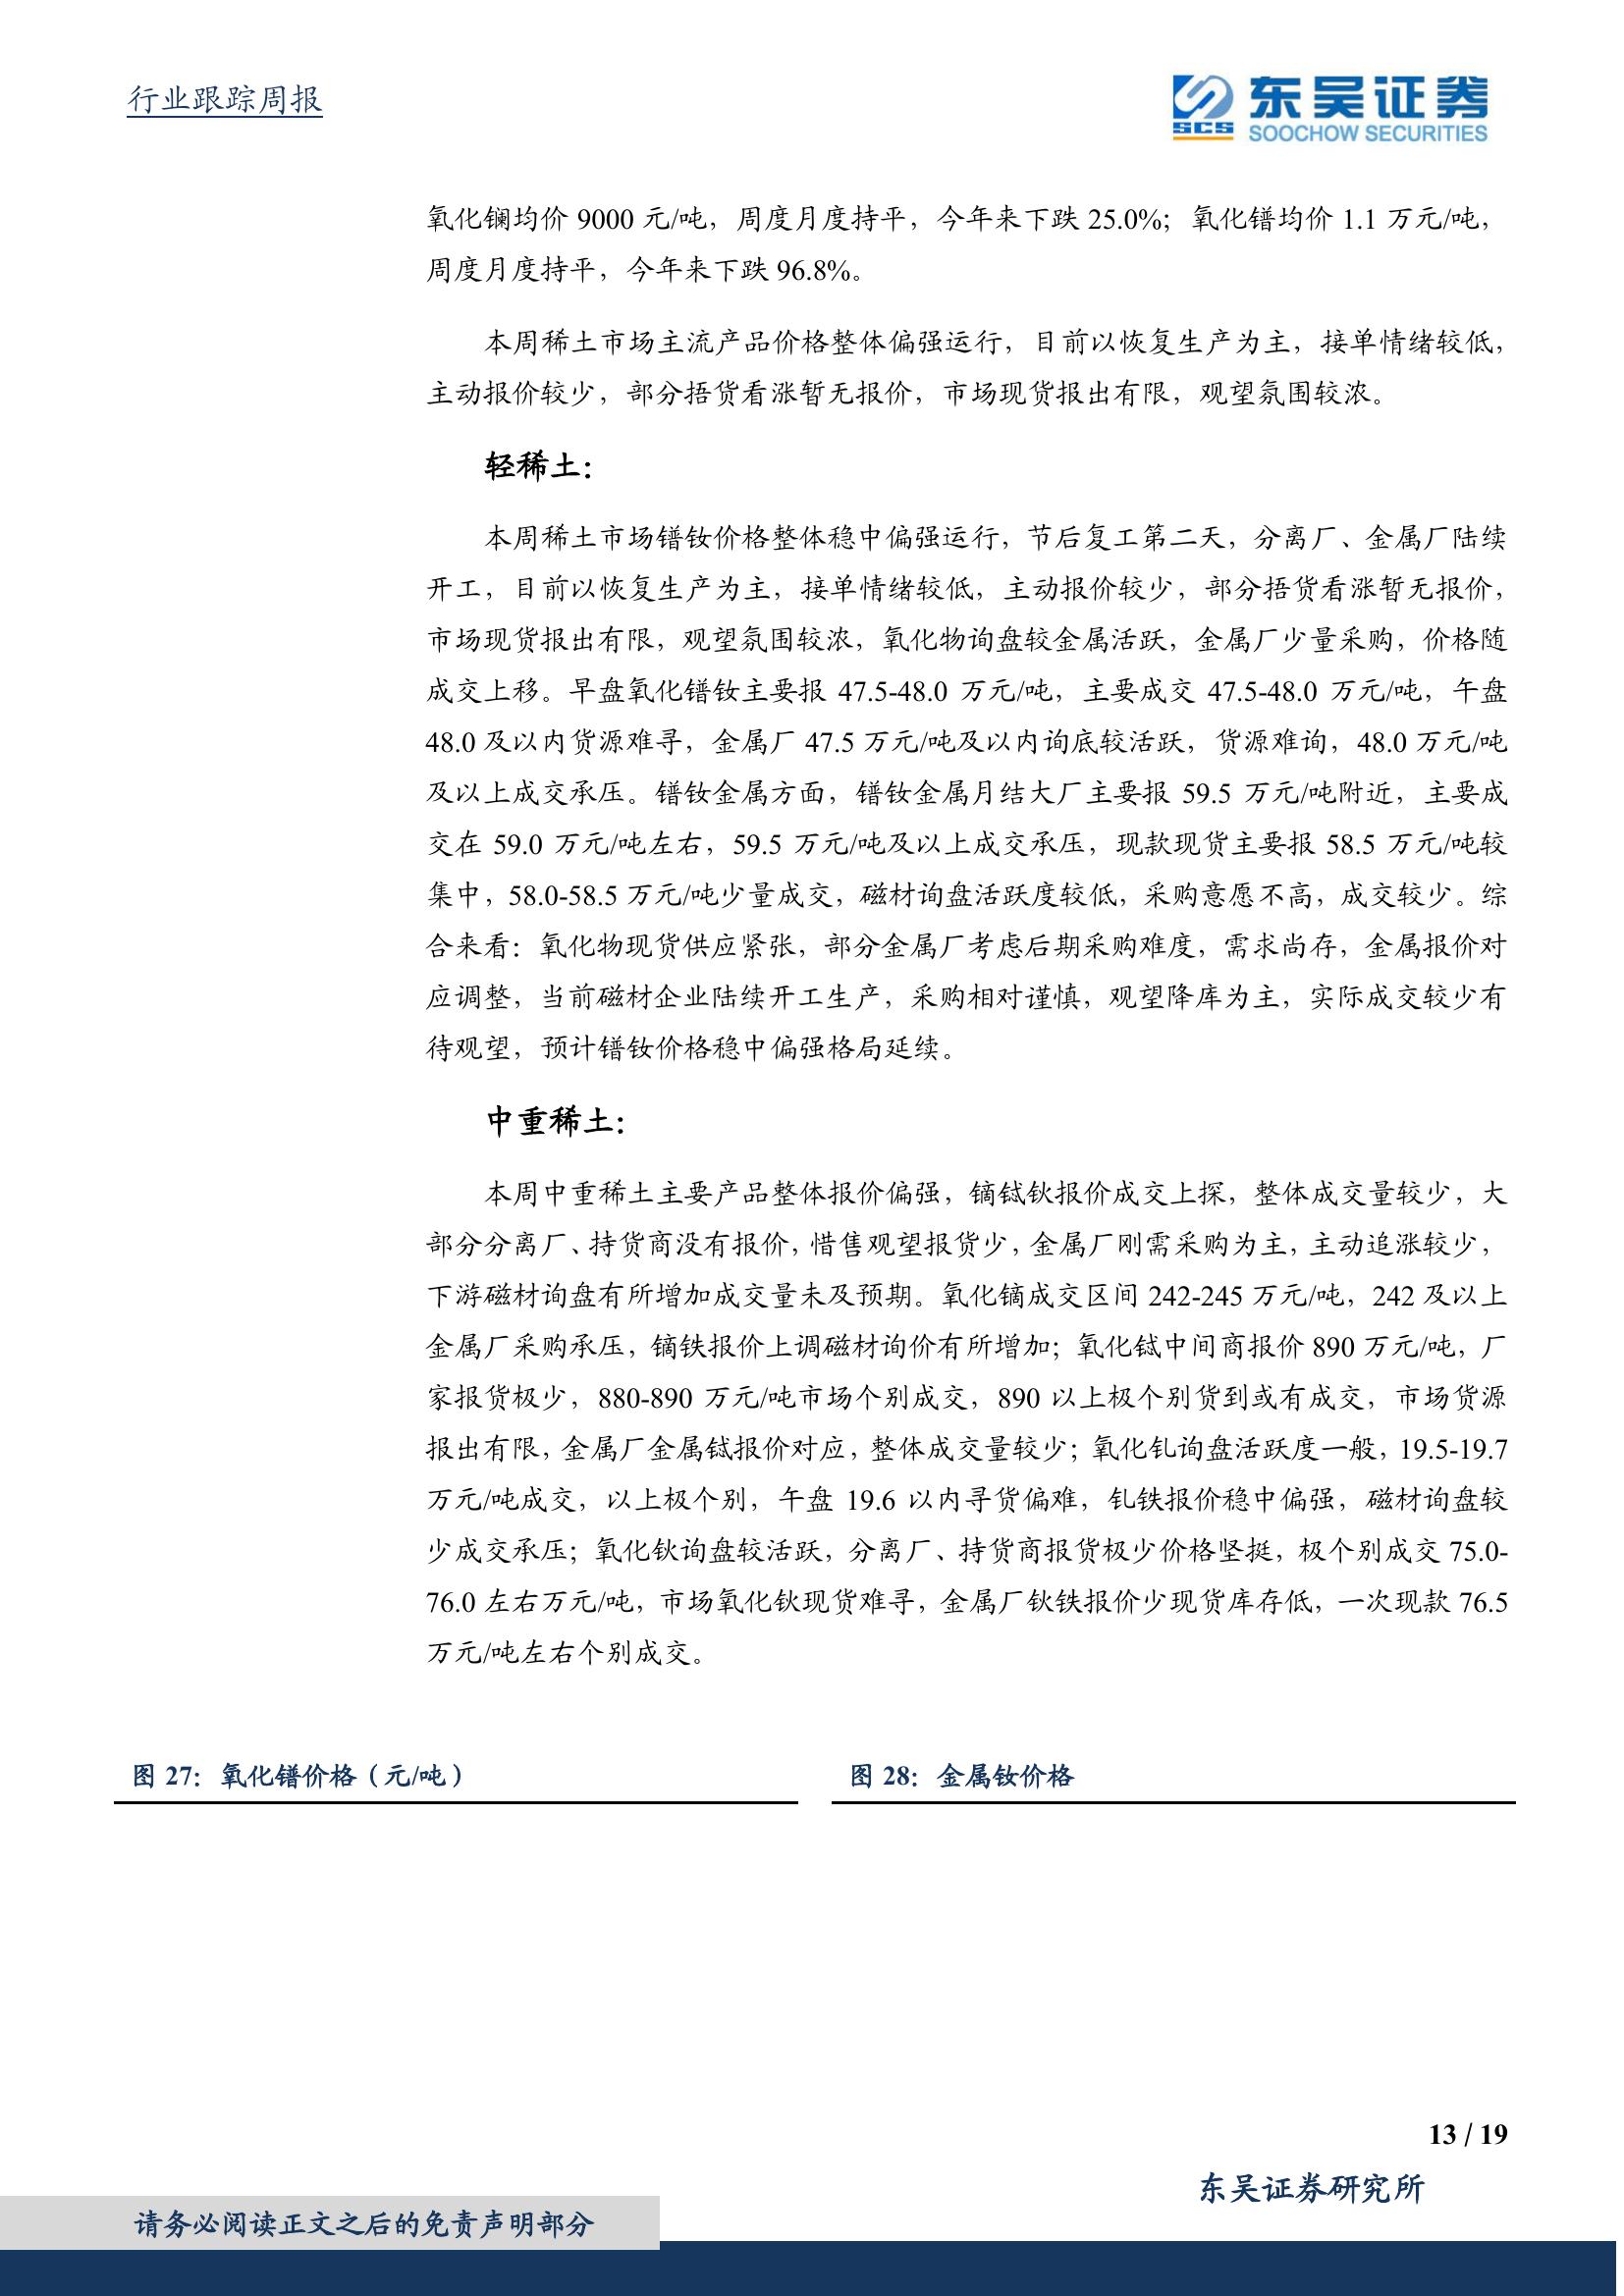 行业跟踪周报
SCS
东吴证券
SOOCHOW SECURITIES
氧化镧均价 9000 元/吨，周度月度持平，今年来下跌 25.0%；氧化镨均价 1.1 万元/吨，
周度月度持平，今年来下跌 96.8%。
本周稀土市场主流产品价格整体偏强运行，目前以恢复生产为主，接单情绪较低，
主动报价较少，部分捂货看涨暂无报价，市场现货报出有限，观望氛围较浓。
轻稀土：
本周稀土市场镨钕价格整体稳中偏强运行，节后复工第二天，分离厂、金属厂陆续
开工，目前以恢复生产为主，接单情绪较低，主动报价较少，部分捂货看涨暂无报价，
市场现货报出有限，观望氛围较浓，氧化物询盘较金属活跃，金属厂少量采购，价格随
成交上移。早盘氧化镨钕主要报 47.5-48.0 万元/吨，主要成交 47.5-48.0 万元/吨，午盘
48.0 及以内货源难寻，金属厂 47.5 万元/吨及以内询底较活跃，货源难询，48.0 万元/吨
及以上成交承压。镨钕金属方面，镨钕金属月结大厂主要报 59.5 万元/吨附近，主要成
交在 59.0 万元/吨左右，59.5 万元/吨及以上成交承压，现款现货主要报 58.5 万元/吨较
集中，58.0-58.5 万元/吨少量成交，磁材询盘活跃度较低，采购意愿不高，成交较少。综
合来看：氧化物现货供应紧张，部分金属厂考虑后期采购难度，需求尚存，金属报价对
应调整，当前磁材企业陆续开工生产，采购相对谨慎，观望降库为主，实际成交较少有
待观望，预计镨钕价格稳中偏强格局延续。
中重稀土：
本周中重稀土主要产品整体报价偏强，镝铽钬报价成交上探，整体成交量较少，大
部分分离厂、持货商没有报价，惜售观望报货少，金属厂刚需采购为主，主动追涨较少，
下游磁材询盘有所增加成交量未及预期。氧化镝成交区间 242-245 万元/吨，242 及以上
金属厂采购承压，镝铁报价上调磁材询价有所增加；氧化铽中间商报价 890 万元/吨，厂
家报货极少，880-890 万元/吨市场个别成交，890 以上极个别货到或有成交，市场货源
报出有限，金属厂金属铽报价对应，整体成交量较少；氧化钆询盘活跃度一般，19.5-19.7
万元/吨成交，以上极个别，午盘 19.6 以内寻货偏难，钆铁报价稳中偏强，磁材询盘较
少成交承压；氧化钬询盘较活跃，分离厂、持货商报货极少价格坚挺，极个别成交 75.0-
76.0 左右万元/吨，市场氧化钬现货难寻，金属厂钬铁报价少现货库存低，一次现款 76.5
万元/吨左右个别成交。
图 27：氧化镨价格（元/吨）
图 28：金属钕价格
13 / 19
东吴证券研究所
请务必阅读正文之后的免责声明部分